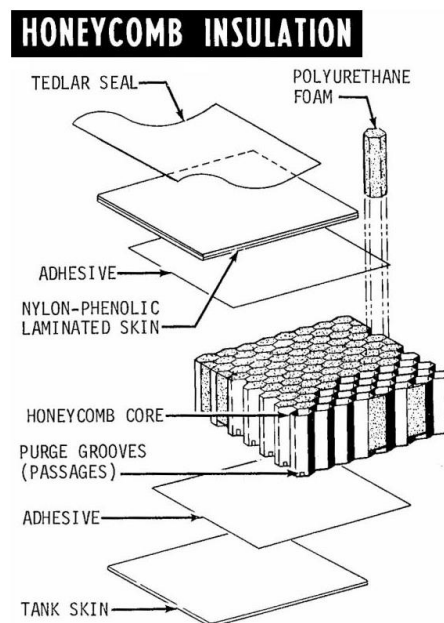 HONEYCOMB INSULATION
TEDLAR SEAL
POLYURETHANE
FOAM
ADHESIVE
NYLON-PHENOLIC
LAMINATED SKIN
HONEYCOMB CORE
PURGE GROOVES
(PASSAGES)
ADHESIVE
TANK SKIN